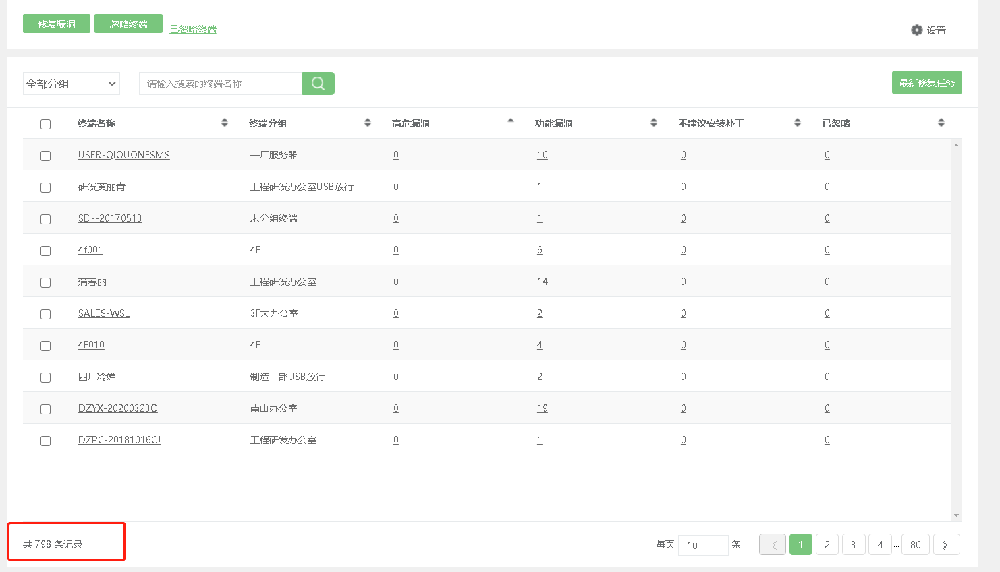 修复漏洞 忽略终端 已忽略终端 设置
全部分组 请输入搜索的终端名称 最新修复任务
终端名称 终端分组 高危漏洞 功能漏洞 不建议安装补丁 已忽略
USER-QIOUONFSMS 一厂服务器 0 10 0 0
研发黄丽青 工程研发办公室USB放行 0 1 0 0
SD--20170513 未分组终端 0 1 0 0
4f001 4F 0 6 0 0
蒲春丽 工程研发办公室 0 14 0 0
SALES-WSL 3F大办公室 0 2 0 0
4F010 4F 0 4 0 0
四厂冷婵 制造一部USB放行 0 2 0 0
DZYX-20200323O 南山办公室 0 19 0 0
DZPC-20181016CJ 工程研发办公室 0 1 0 0
共 798 条记录 每页 10 条 《 1 2 3 4 ... 80 》